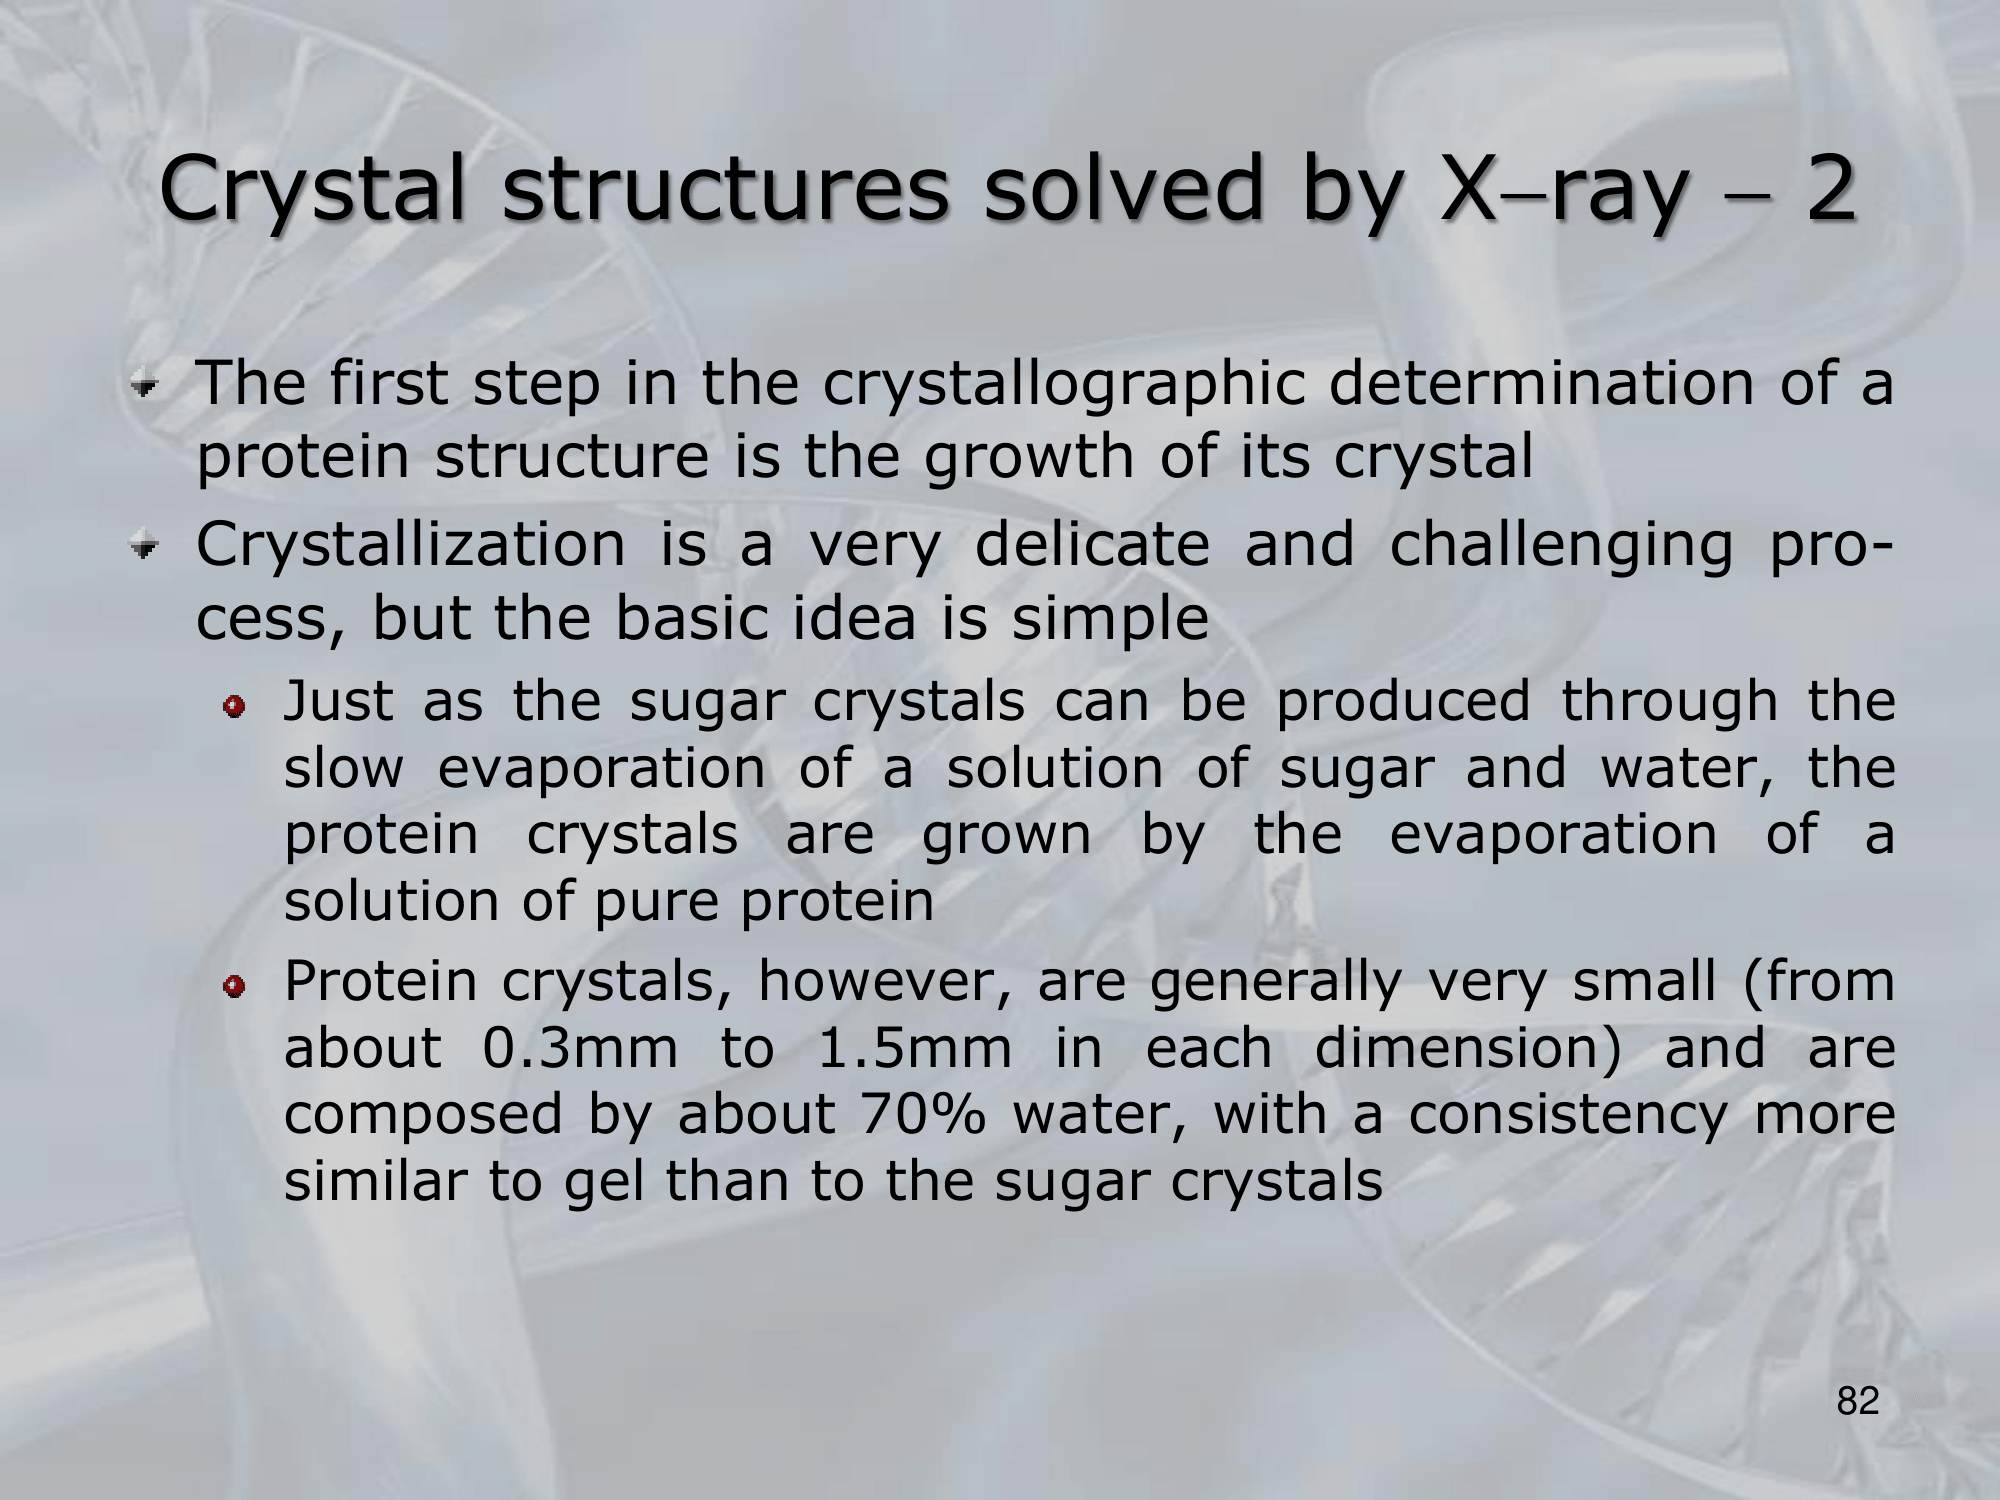 Crystal structures solved by X–ray – 2
The first step in the crystallographic determination of a
protein structure is the growth of its crystal
Crystallization is a very delicate and challenging pro-
cess, but the basic idea is simple
Just as the sugar crystals can be produced through the
slow evaporation of a solution of sugar and water, the
protein crystals are grown by the evaporation of a
solution of pure protein
Protein crystals, however, are generally very small (from
about 0.3mm to 1.5mm in each dimension) and are
composed by about 70% water, with a consistency more
similar to gel than to the sugar crystals
82